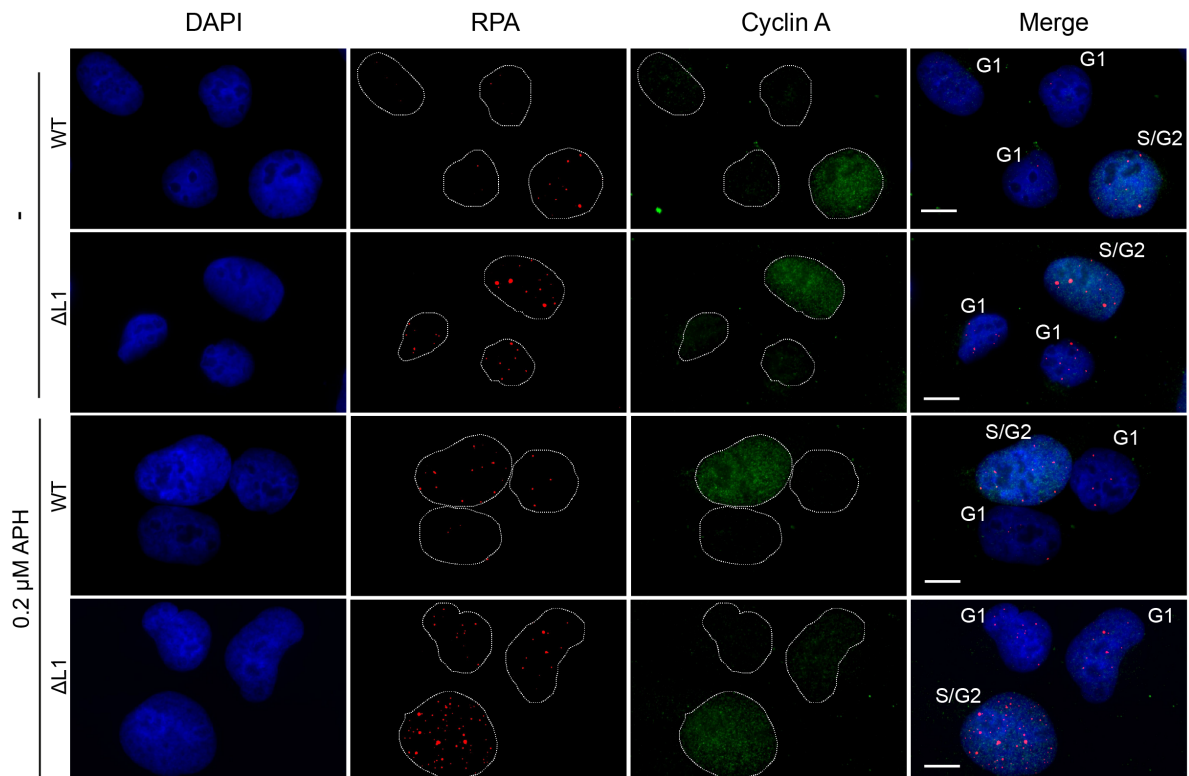 DAPI RPA Cyclin A Merge
-
WT
G1
G1
G1
S/G2
ΔL1
S/G2
G1
G1
0.2 µM APH
WT
S/G2
G1
G1
ΔL1
G1
G1
S/G2